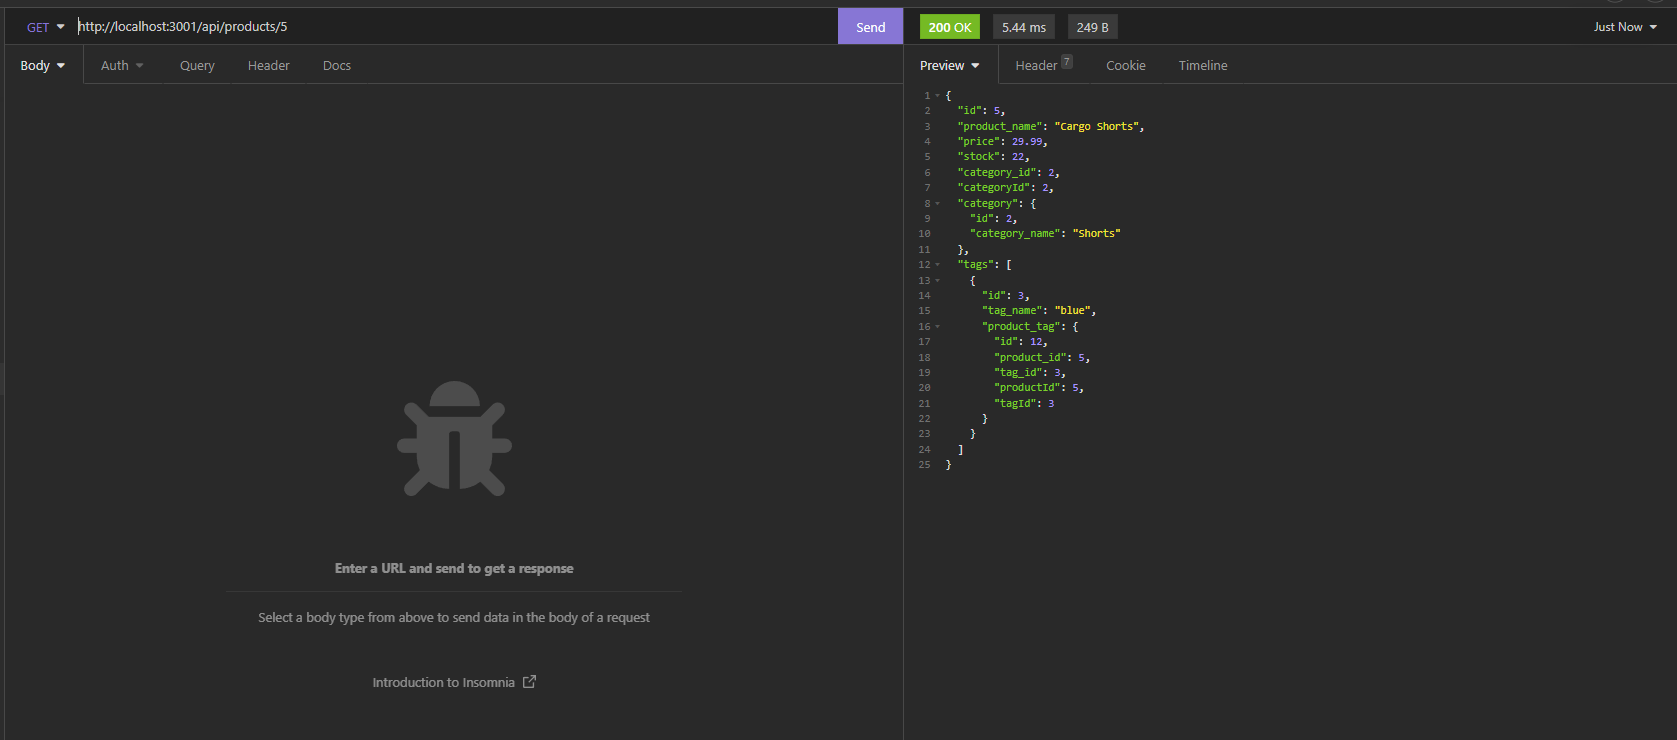 GET http://localhost:3001/api/products/5 Send
200 OK 5.44 ms 249 B Just Now
Body Auth Query Header Docs
Preview Header 7 Cookie Timeline
1 {
2 "id": 5,
3 "product_name": "Cargo Shorts",
4 "price": 29.99,
5 "stock": 22,
6 "category_id": 2,
7 "categoryId": 2,
8 "category": {
9 "id": 2,
10 "category_name": "Shorts"
11 },
12 "tags": [
13 {
14 "id": 3,
15 "tag_name": "blue",
16 "product_tag": {
17 "id": 12,
18 "product_id": 5,
19 "tag_id": 3,
20 "productId": 5,
21 "tagId": 3
22 }
23 }
24 ]
25 }
Enter a URL and send to get a response
Select a body type from above to send data in the body of a request
Introduction to Insomnia